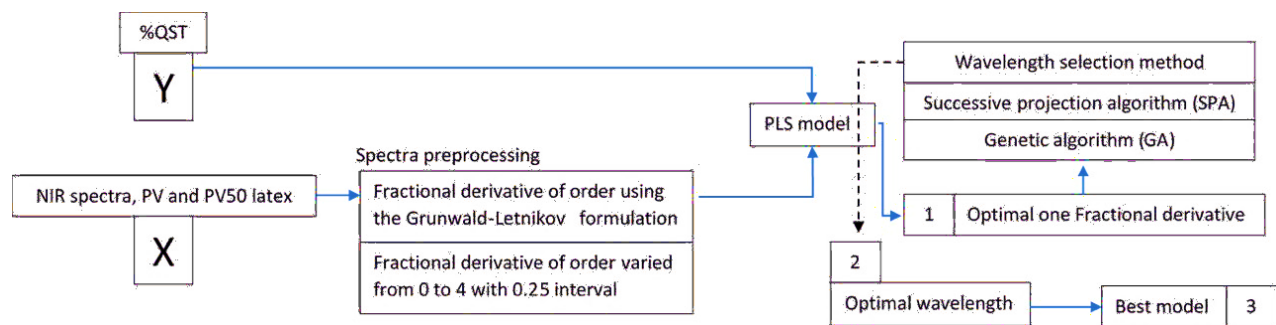 %QST
Y
NIR spectra, PV and PV50 latex
X
Spectra preprocessing
Fractional derivative of order using
the Grunwald-Letnikov formulation
Fractional derivative of order varied
from 0 to 4 with 0.25 interval
PLS model
Wavelength selection method
Successive projection algorithm (SPA)
Genetic algorithm (GA)
1 Optimal one Fractional derivative
2
Optimal wavelength
Best model 3